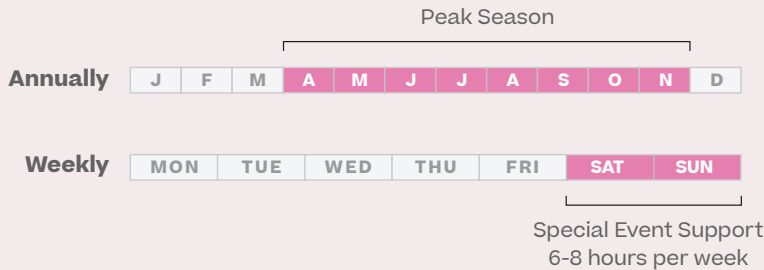 Peak Season
Annually J F M A M J J A S O N D
Weekly MON TUE WED THU FRI SAT SUN
Special Event Support
6-8 hours per week